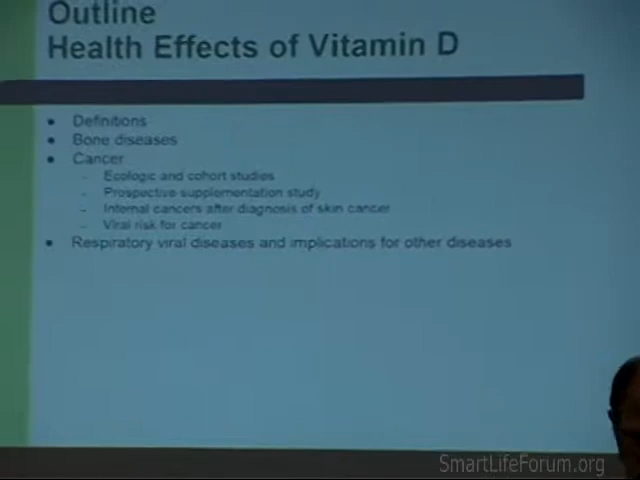 Outline
Health Effects of Vitamin D
• Definitions
• Bone diseases
• Cancer
- Ecologic and cohort studies
- Prospective supplementation study
- Internal cancers after diagnosis of skin cancer
- Viral risk for cancer
• Respiratory viral diseases and implications for other diseases
SmartLifeForum.org